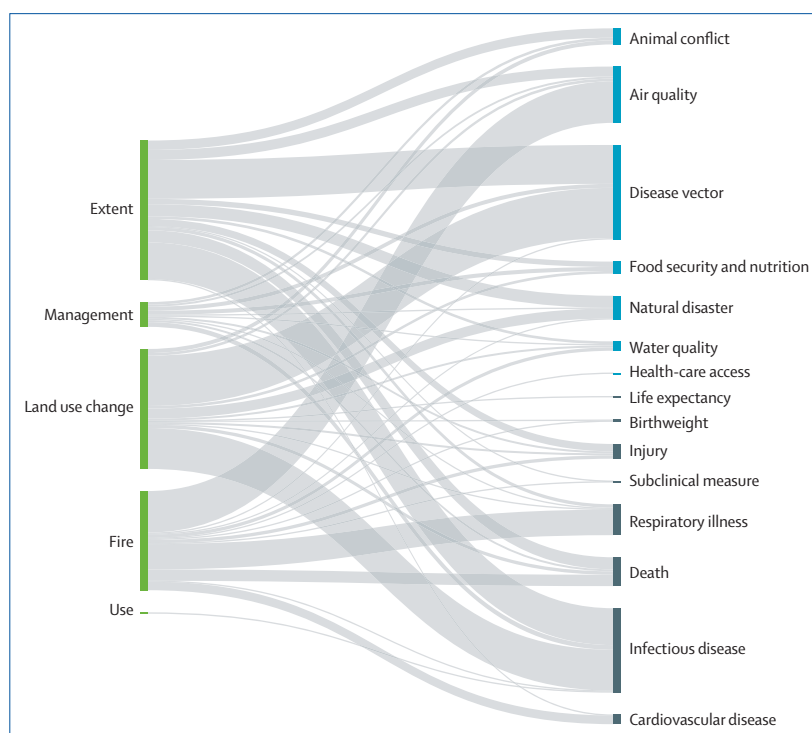 Extent
Management
Land use change
Fire
Use
Animal conflict
Air quality
Disease vector
Food security and nutrition
Natural disaster
Water quality
Health-care access
Life expectancy
Birthweight
Injury
Subclinical measure
Respiratory illness
Death
Infectious disease
Cardiovascular disease